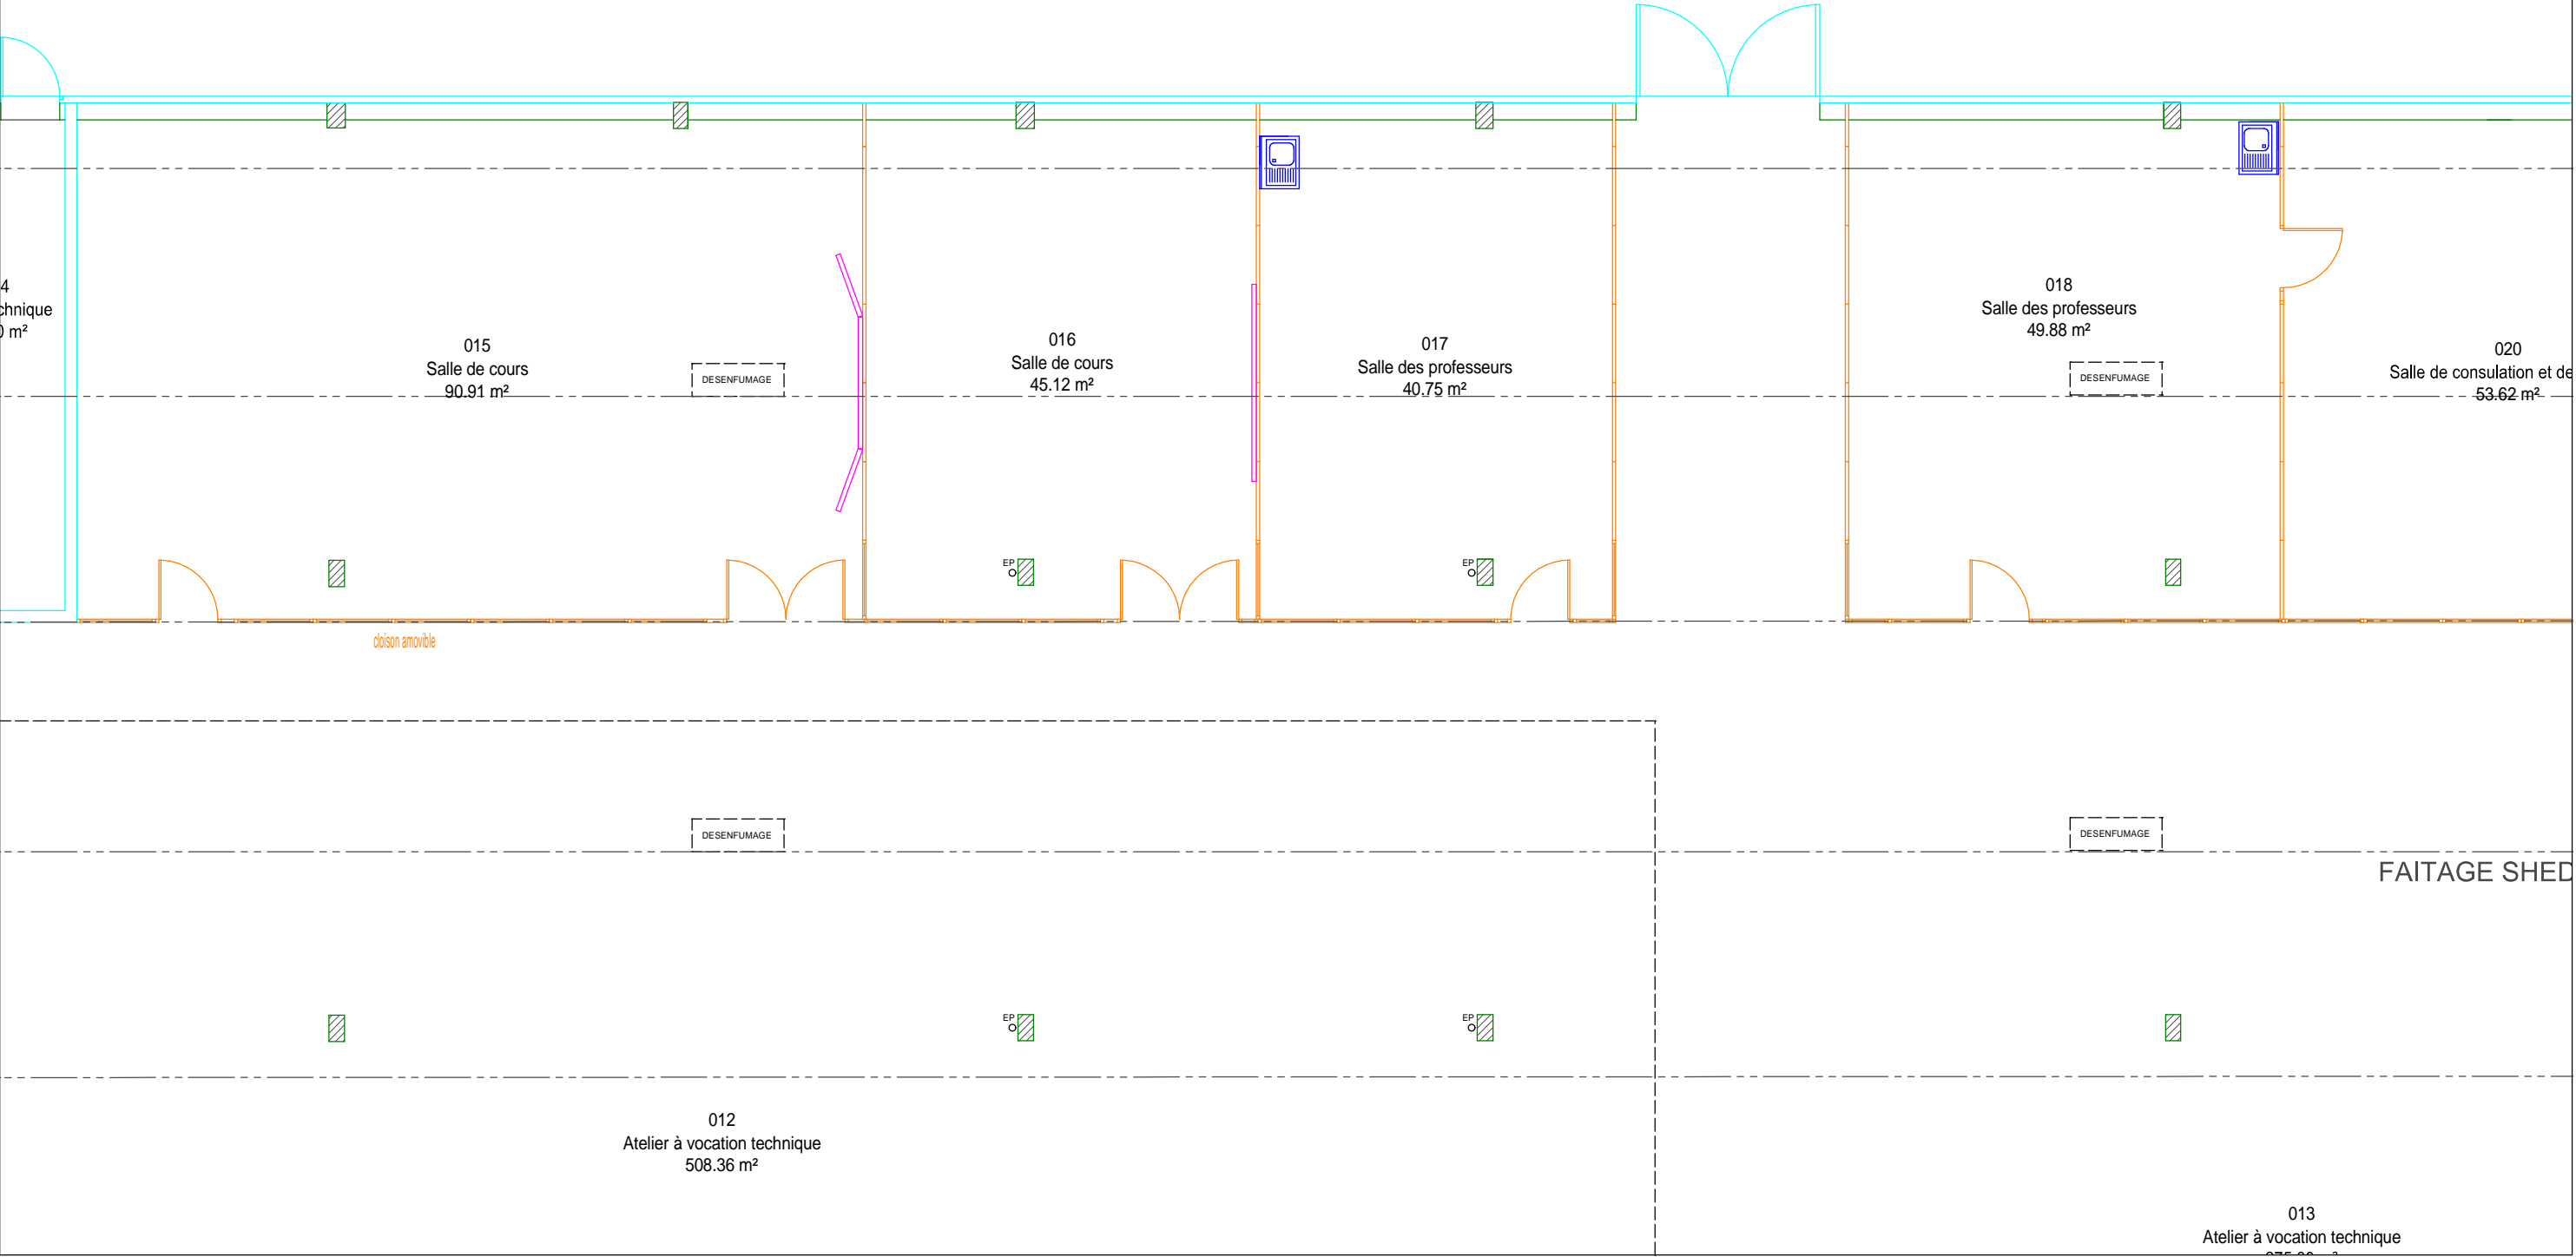 4
chnique
0 m²
015
Salle de cours
90.91 m²
DESENFUMAGE
016
Salle de cours
45.12 m²
017
Salle des professeurs
40.75 m²
018
Salle des professeurs
49.88 m²
DESENFUMAGE
020
Salle de consulation et de
53.62 m²
EP
EP
cloison amovible
DESENFUMAGE
DESENFUMAGE
FAITAGE SHED
EP
EP
012
Atelier à vocation technique
508.36 m²
013
Atelier à vocation technique